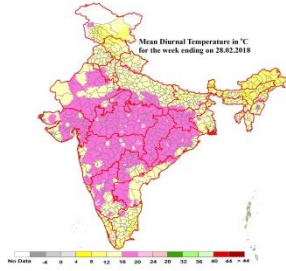 Mean Diurnal Temperature in °C
for the week ending on 28.02.2018
No Data -4 0 4 8 12 16 20 24 28 32 36 40 44 > 44